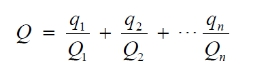 Q = q₁/Q₁ + q₂/Q₂ + ⋯ qₙ/Qₙ